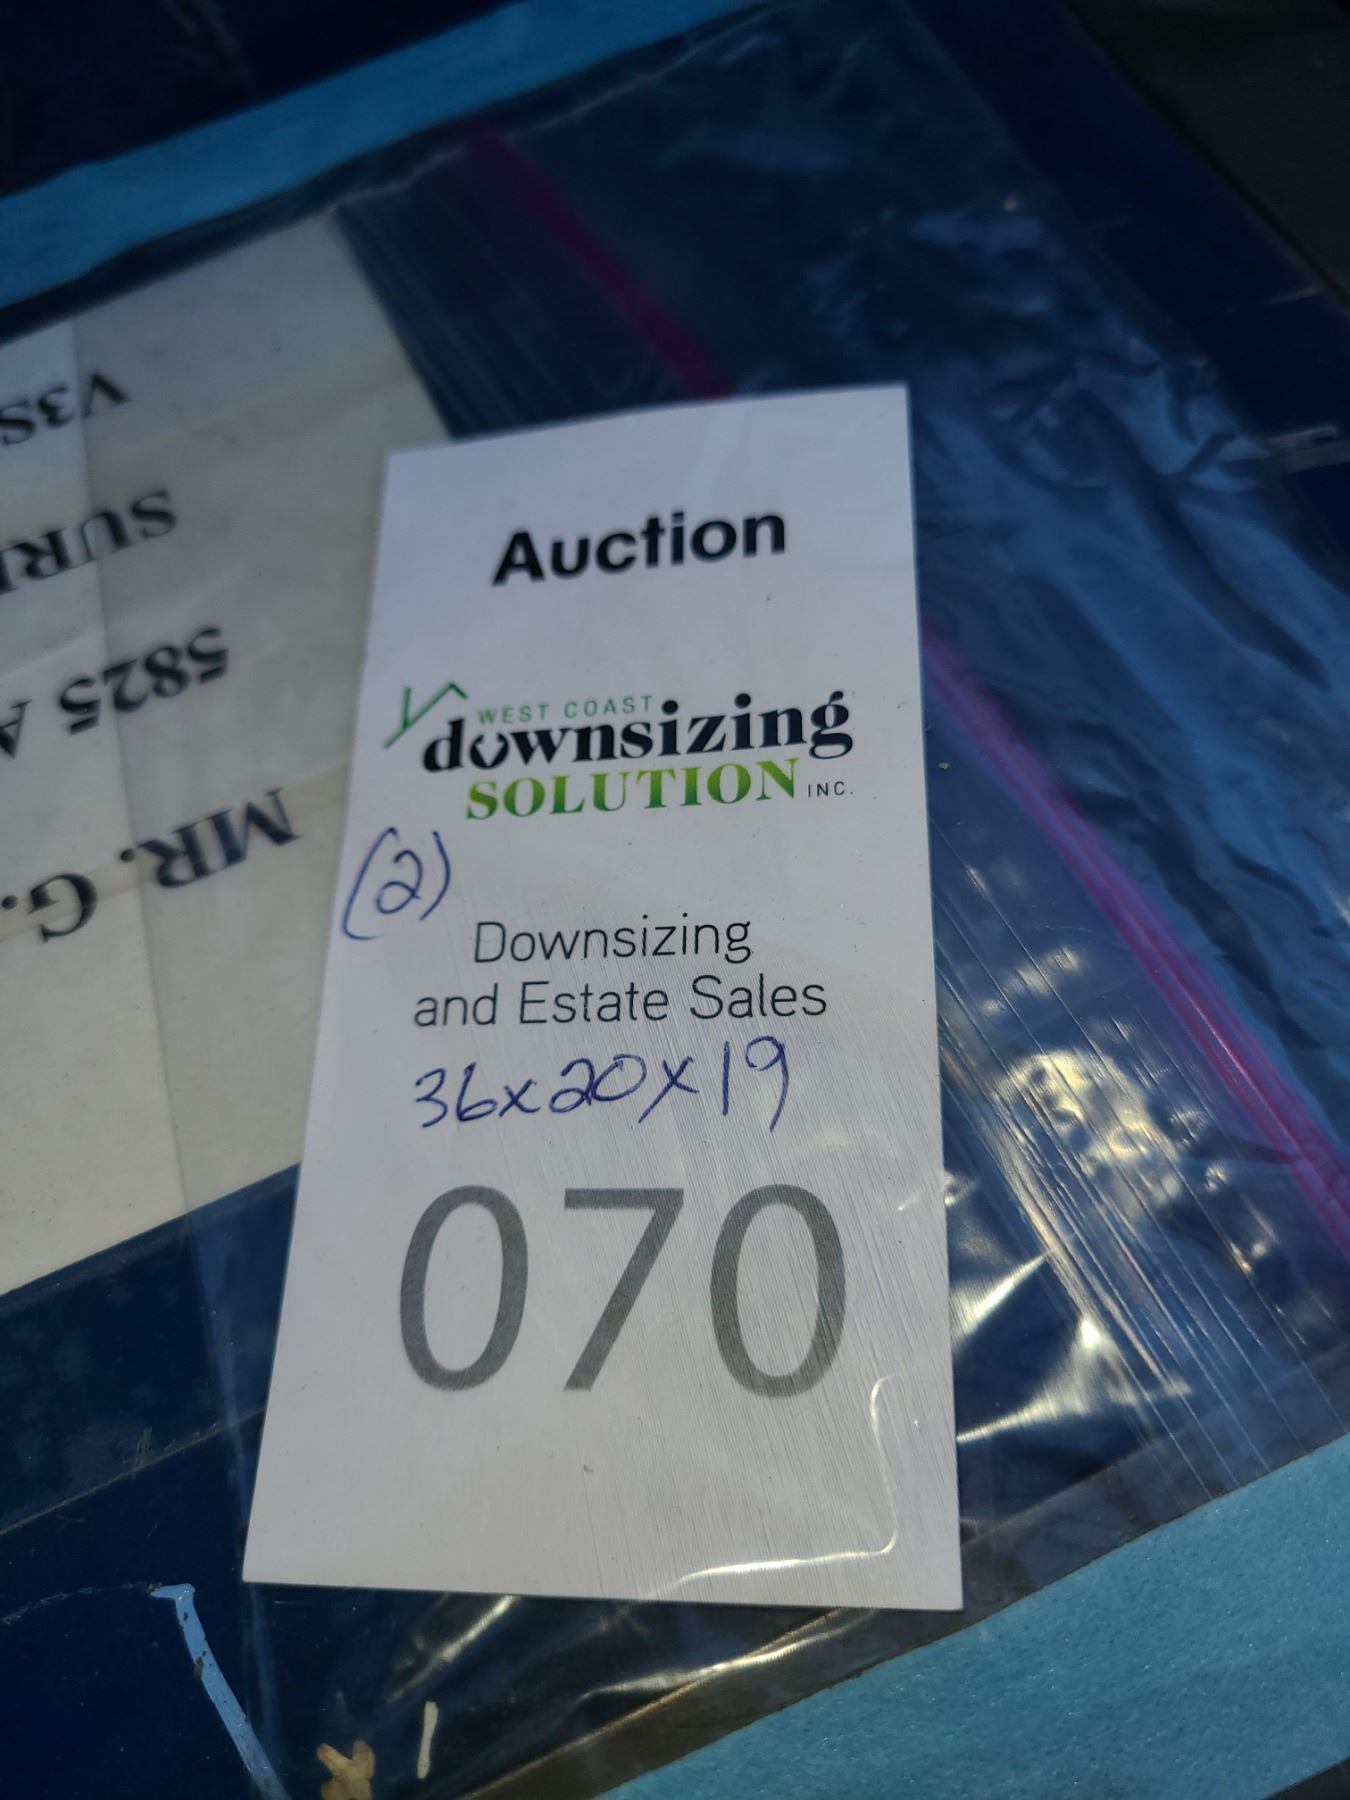 Auction
WEST COAST
downsizing
SOLUTION INC.
(2)
Downsizing
and Estate Sales
36x20x19
070
MR. G.
5825 A
SURR
V3S